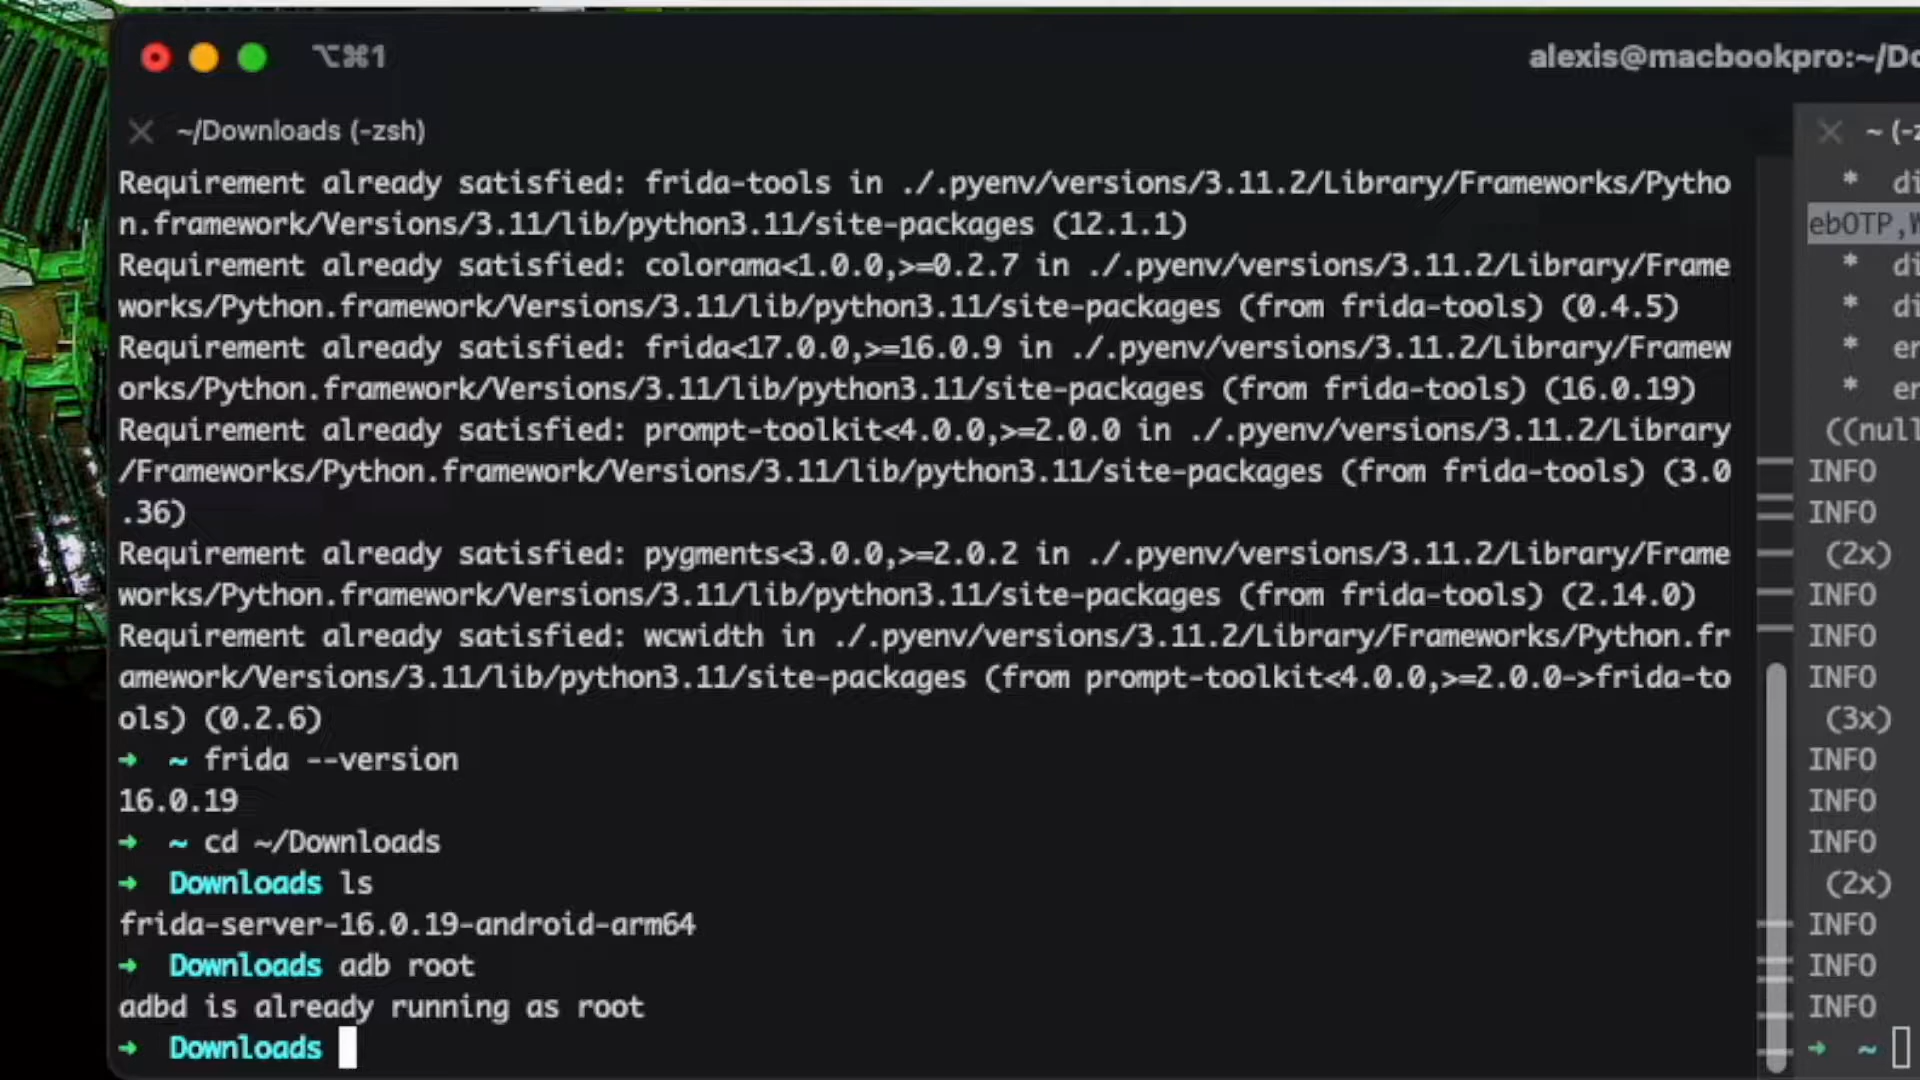 ⌥⌘1
alexis@macbookpro:~/Do
~/Downloads (-zsh)
Requirement already satisfied: frida-tools in ./.pyenv/versions/3.11.2/Library/Frameworks/Pytho
n.framework/Versions/3.11/lib/python3.11/site-packages (12.1.1)
Requirement already satisfied: colorama<1.0.0,>=0.2.7 in ./.pyenv/versions/3.11.2/Library/Frame
works/Python.framework/Versions/3.11/lib/python3.11/site-packages (from frida-tools) (0.4.5)
Requirement already satisfied: frida<17.0.0,>=16.0.9 in ./.pyenv/versions/3.11.2/Library/Framew
orks/Python.framework/Versions/3.11/lib/python3.11/site-packages (from frida-tools) (16.0.19)
Requirement already satisfied: prompt-toolkit<4.0.0,>=2.0.0 in ./.pyenv/versions/3.11.2/Library
/Frameworks/Python.framework/Versions/3.11/lib/python3.11/site-packages (from frida-tools) (3.0
.36)
Requirement already satisfied: pygments<3.0.0,>=2.0.2 in ./.pyenv/versions/3.11.2/Library/Frame
works/Python.framework/Versions/3.11/lib/python3.11/site-packages (from frida-tools) (2.14.0)
Requirement already satisfied: wcwidth in ./.pyenv/versions/3.11.2/Library/Frameworks/Python.fr
amework/Versions/3.11/lib/python3.11/site-packages (from prompt-toolkit<4.0.0,>=2.0.0->frida-to
ols) (0.2.6)
→ ~ frida --version
16.0.19
→ ~ cd ~/Downloads
→ Downloads ls
frida-server-16.0.19-android-arm64
→ Downloads adb root
adbd is already running as root
→ Downloads
~ (-z
* di
ebOTP,W
* di
* di
* er
* er
((null
INFO
INFO
(2x)
INFO
INFO
INFO
(3x)
INFO
INFO
INFO
(2x)
INFO
INFO
INFO
→ ~